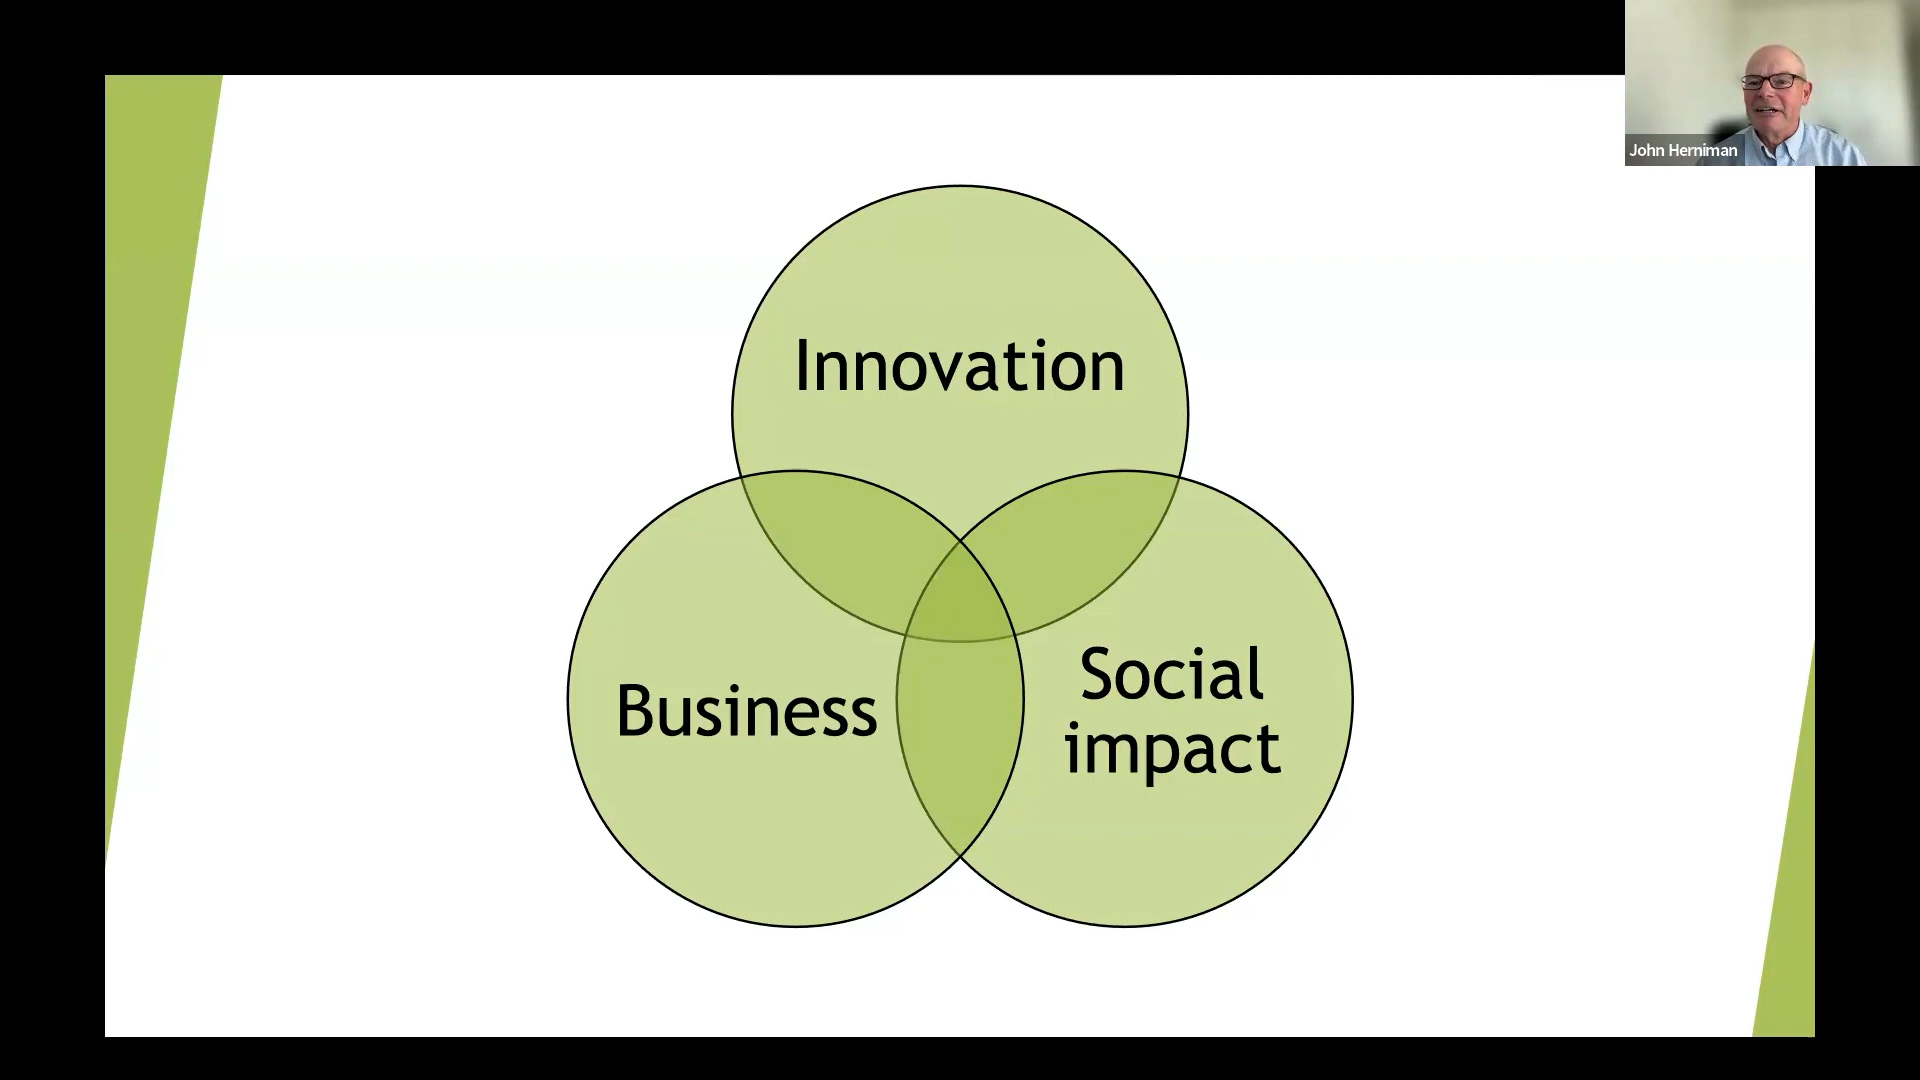 John Herniman
Innovation
Business
Social
impact